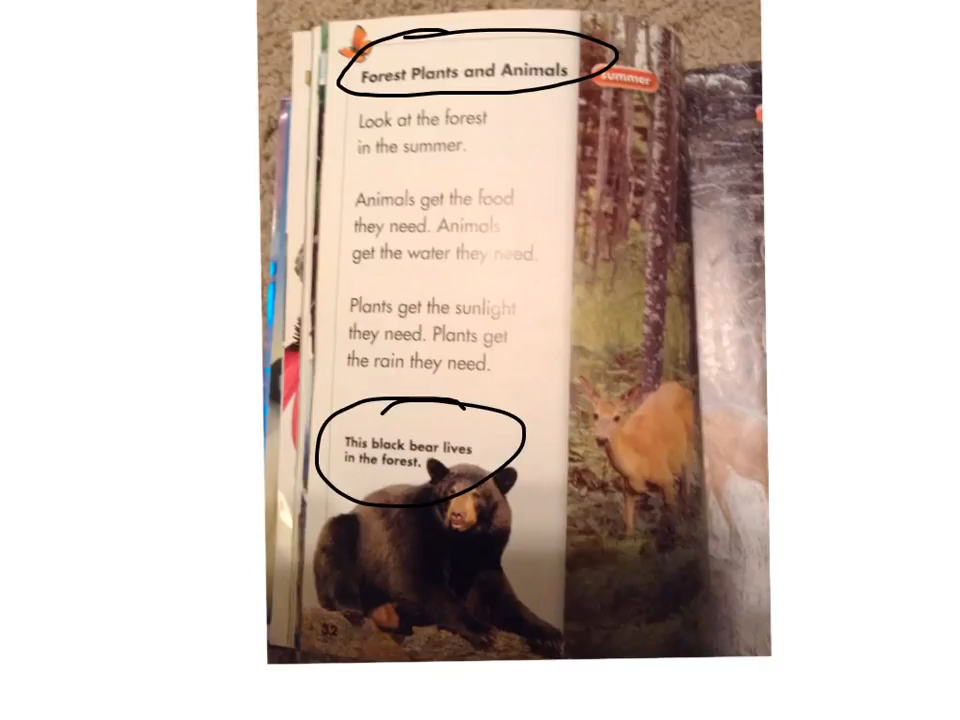 Forest Plants and Animals
summer
Look at the forest
in the summer.
Animals get the food
they need. Animals
get the water they need.
Plants get the sunlight
they need. Plants get
the rain they need.
This black bear lives
in the forest.
32